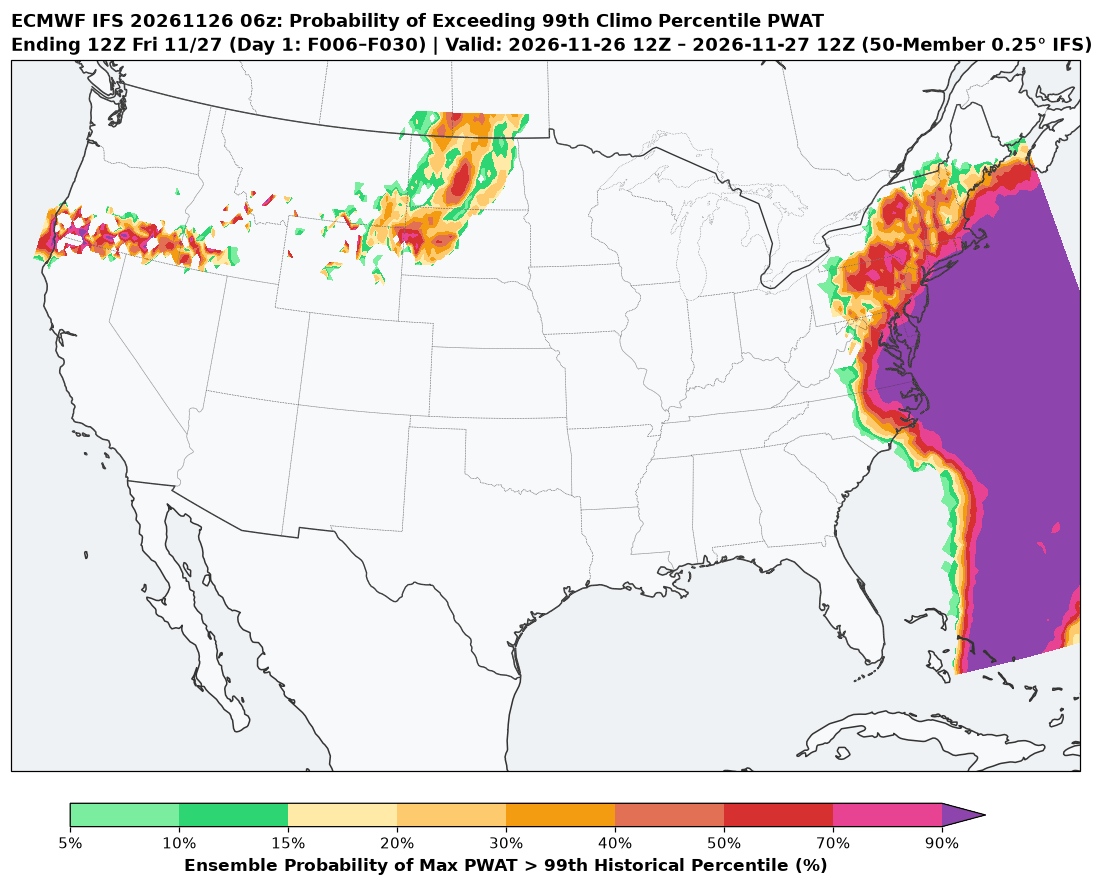 ECMWF IFS 20261126 06z: Probability of Exceeding 99th Climo Percentile PWAT
Ending 12Z Fri 11/27 (Day 1: F006–F030) | Valid: 2026-11-26 12Z – 2026-11-27 12Z (50-Member 0.25° IFS)
5% 10% 15% 20% 30% 40% 50% 70% 90%
Ensemble Probability of Max PWAT > 99th Historical Percentile (%)